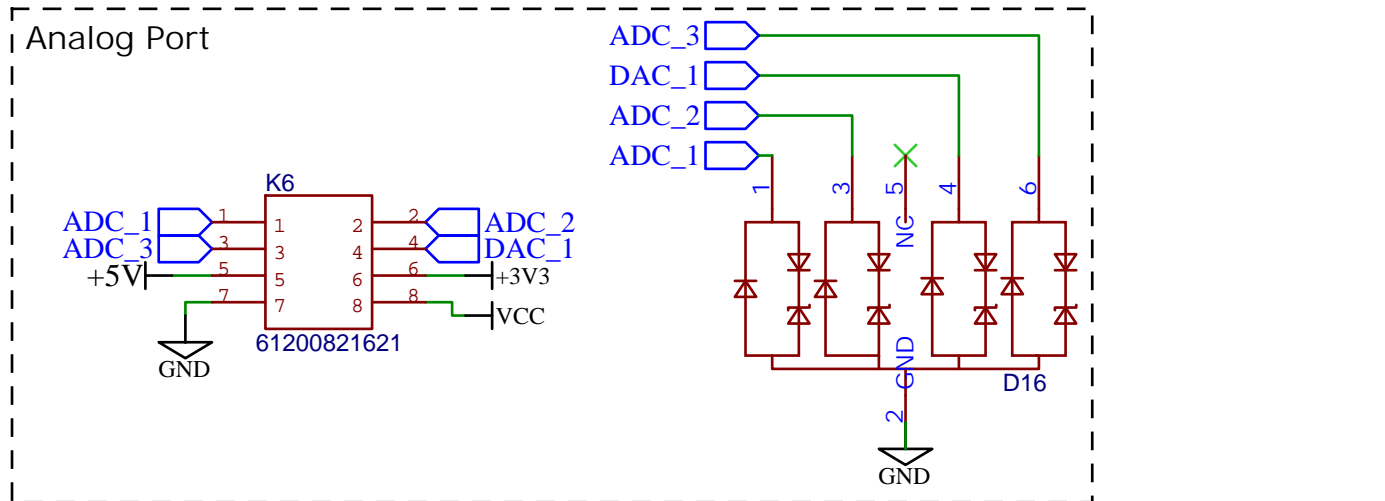 Analog Port
ADC_3
DAC_1
ADC_2
ADC_1
1
3
5
4
6
NC
GND
2
D16
GND
K6
ADC_1 1 1 2 2 ADC_2
ADC_3 3 3 4 4 DAC_1
+5V 5 5 6 6 +3V3
7 7 8 8 VCC
61200821621
GND